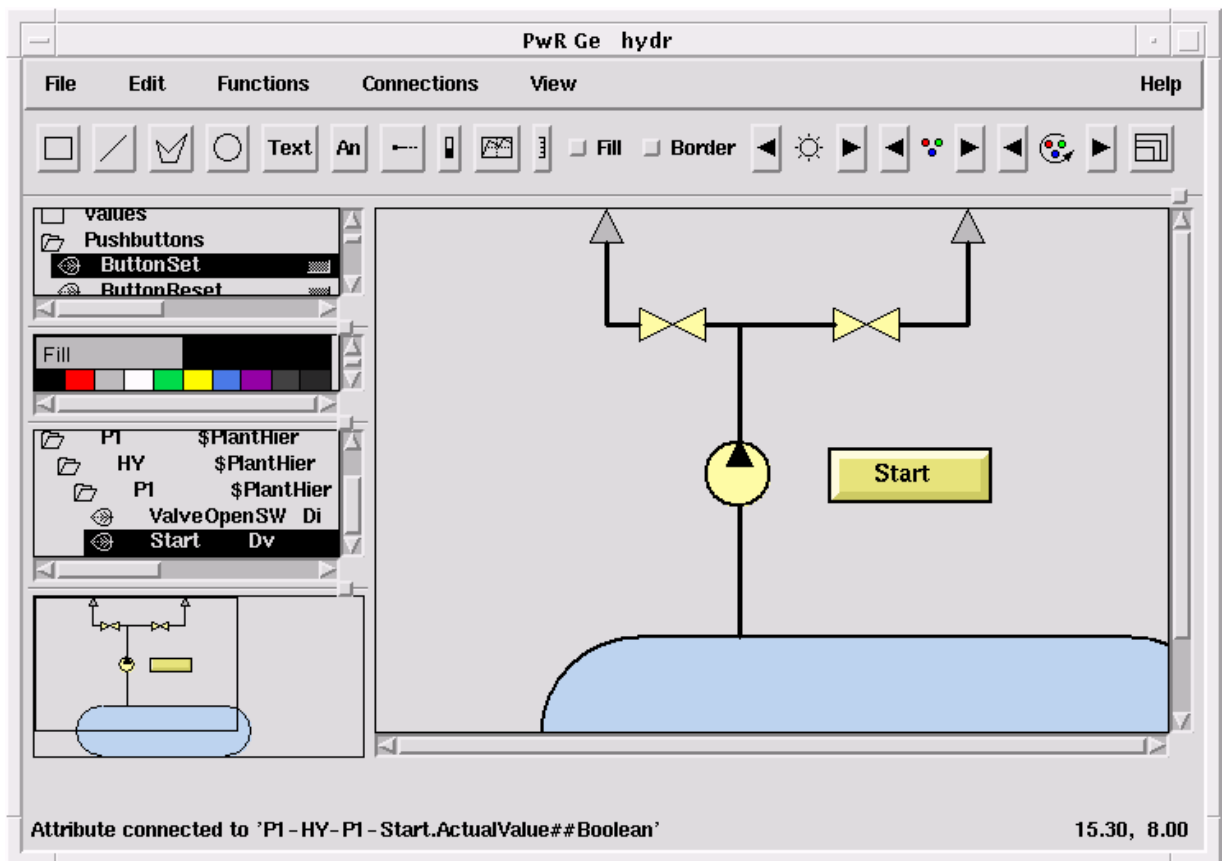 PwR Ge hydr
File Edit Functions Connections View Help
Text An Fill Border
Values
Pushbuttons
ButtonSet
ButtonReset
Fill
P1 $PlantHier
HY $PlantHier
P1 $PlantHier
ValveOpenSW Di
Start Dv
Start
Attribute connected to 'P1-HY-P1-Start.ActualValue##Boolean' 15.30, 8.00